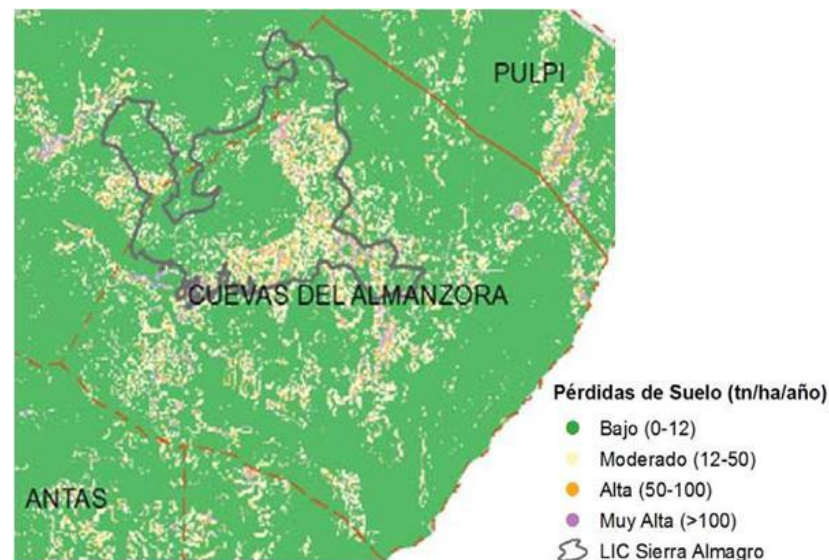 PULPI
CUEVAS DEL ALMANZORA
ANTAS
Pérdidas de Suelo (tn/ha/año)
Bajo (0-12)
Moderado (12-50)
Alta (50-100)
Muy Alta (>100)
LIC Sierra Almagro